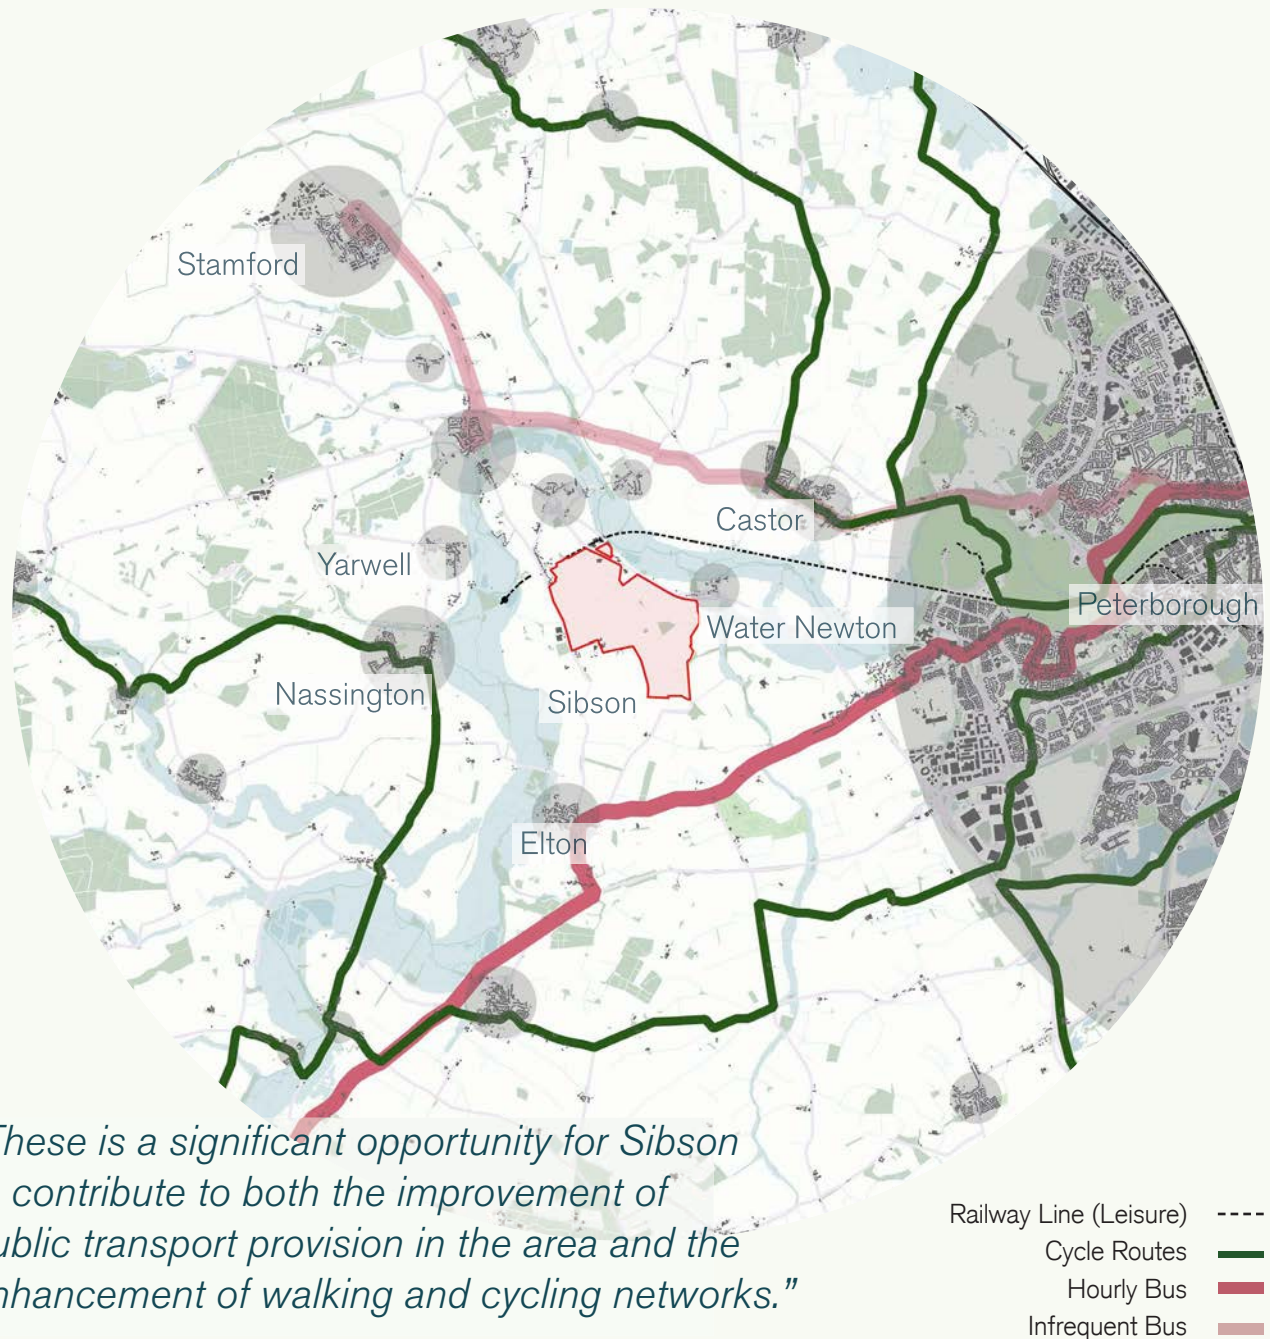 Stamford
Castor
Yarwell
Peterborough
Water Newton
Nassington
Sibson
Elton
These is a significant opportunity for Sibson
contribute to both the improvement of
ublic transport provision in the area and the
nhancement of walking and cycling networks.”
Railway Line (Leisure)
Cycle Routes
Hourly Bus
Infrequent Bus